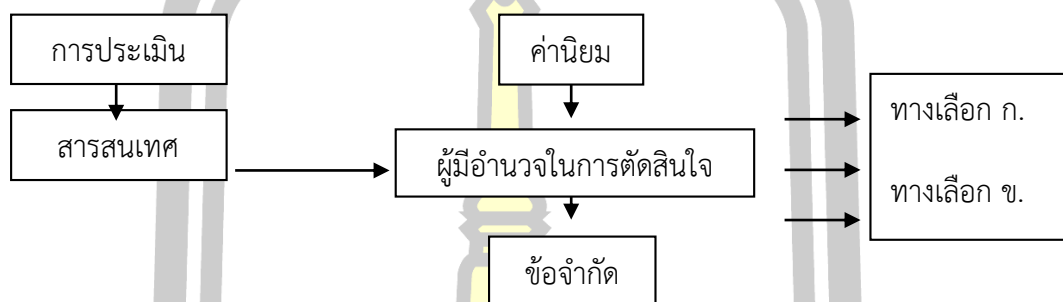 การประเมิน
ค่านิยม
สารสนเทศ
ผู้มีอำนวจในการตัดสินใจ
ทางเลือก ก.
ทางเลือก ข.
ข้อจำกัด